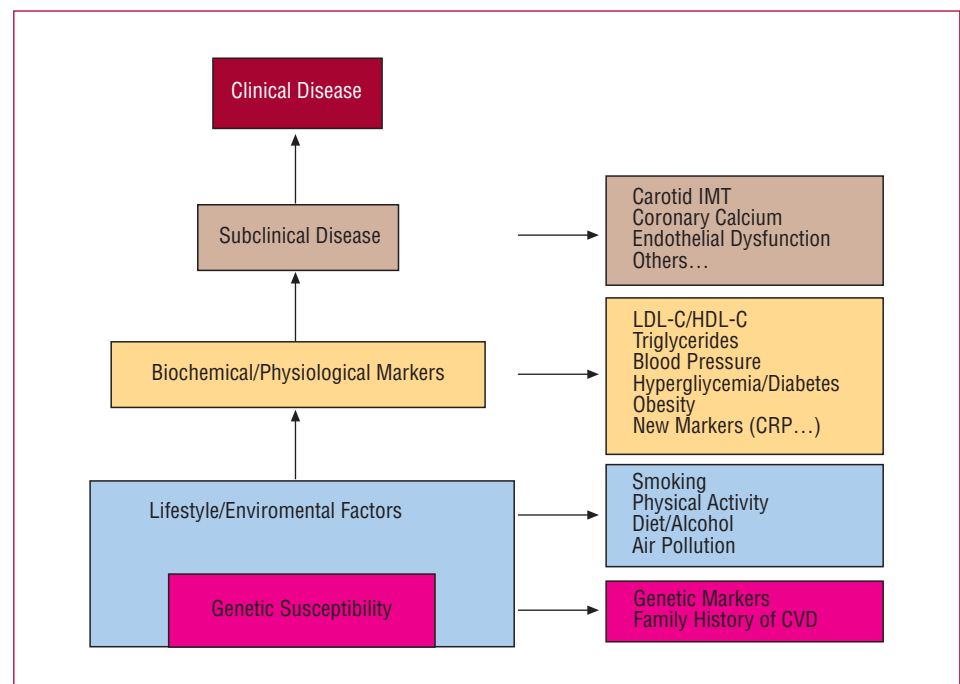 Clinical Disease
Subclinical Disease
Carotid IMT
Coronary Calcium
Endothelial Dysfunction
Others…
Biochemical/Physiological Markers
LDL-C/HDL-C
Triglycerides
Blood Pressure
Hypergliycemia/Diabetes
Obesity
New Markers (CRP…)
Lifestyle/Enviromental Factors
Smoking
Physical Activity
Diet/Alcohol
Air Pollution
Genetic Susceptibility
Genetic Markers
Family History of CVD